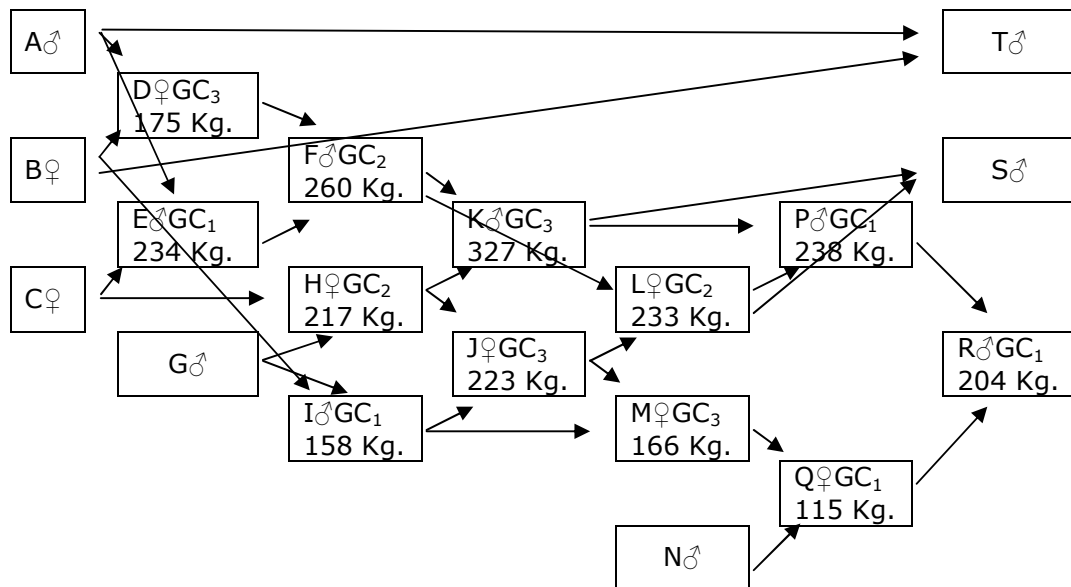 A♂
T♂
D♀GC₃
175 Kg.
B♀
F♂GC₂
260 Kg.
S♂
E♂GC₁
234 Kg.
K♂GC₃
327 Kg.
P♂GC₁
238 Kg.
C♀
H♀GC₂
217 Kg.
L♀GC₂
233 Kg.
G♂
J♀GC₃
223 Kg.
R♂GC₁
204 Kg.
I♂GC₁
158 Kg.
M♀GC₃
166 Kg.
Q♀GC₁
115 Kg.
N♂